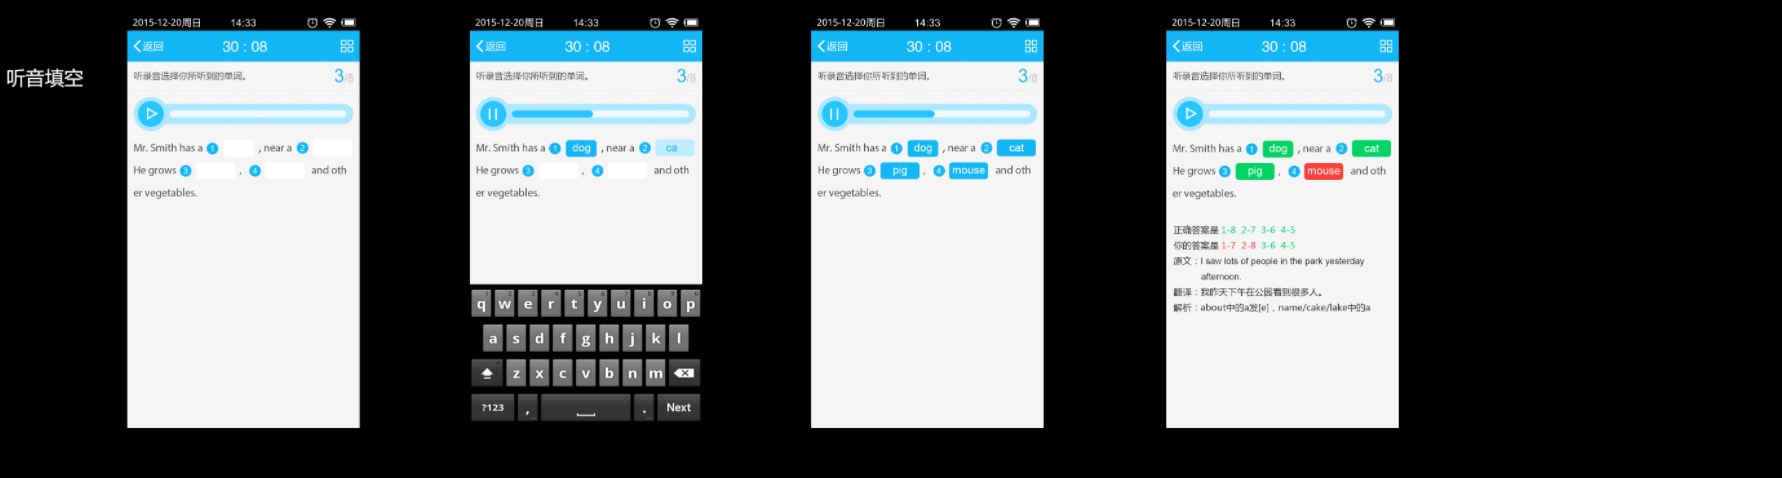 听音填空
2015-12-20周日 14:33
返回 30 : 08
听录音选择你所听到的单词。 3/8
Mr. Smith has a 1 , near a 2
He grows 3 , 4 and oth
er vegetables.
2015-12-20周日 14:33
返回 30 : 08
听录音选择你所听到的单词。 3/8
Mr. Smith has a 1 dog , near a 2 ca
He grows 3 , 4 and oth
er vegetables.
q w e r t y u i o p
a s d f g h j k l
z x c v b n m
?123 , . Next
2015-12-20周日 14:33
返回 30 : 08
听录音选择你所听到的单词。 3/8
Mr. Smith has a 1 dog , near a 2 cat
He grows 3 pig , 4 mouse and oth
er vegetables.
2015-12-20周日 14:33
返回 30 : 08
听录音选择你所听到的单词。 3/8
Mr. Smith has a 1 dog , near a 2 cat
He grows 3 pig , 4 mouse and oth
er vegetables.
正确答案是 1-8 2-7 3-6 4-5
你的答案是 1-7 2-8 3-6 4-5
原文：I saw lots of people in the park yesterday
afternoon.
翻译：我昨天下午在公园看到很多人。
解析：about中的a发[e]，name/cake/lake中的a